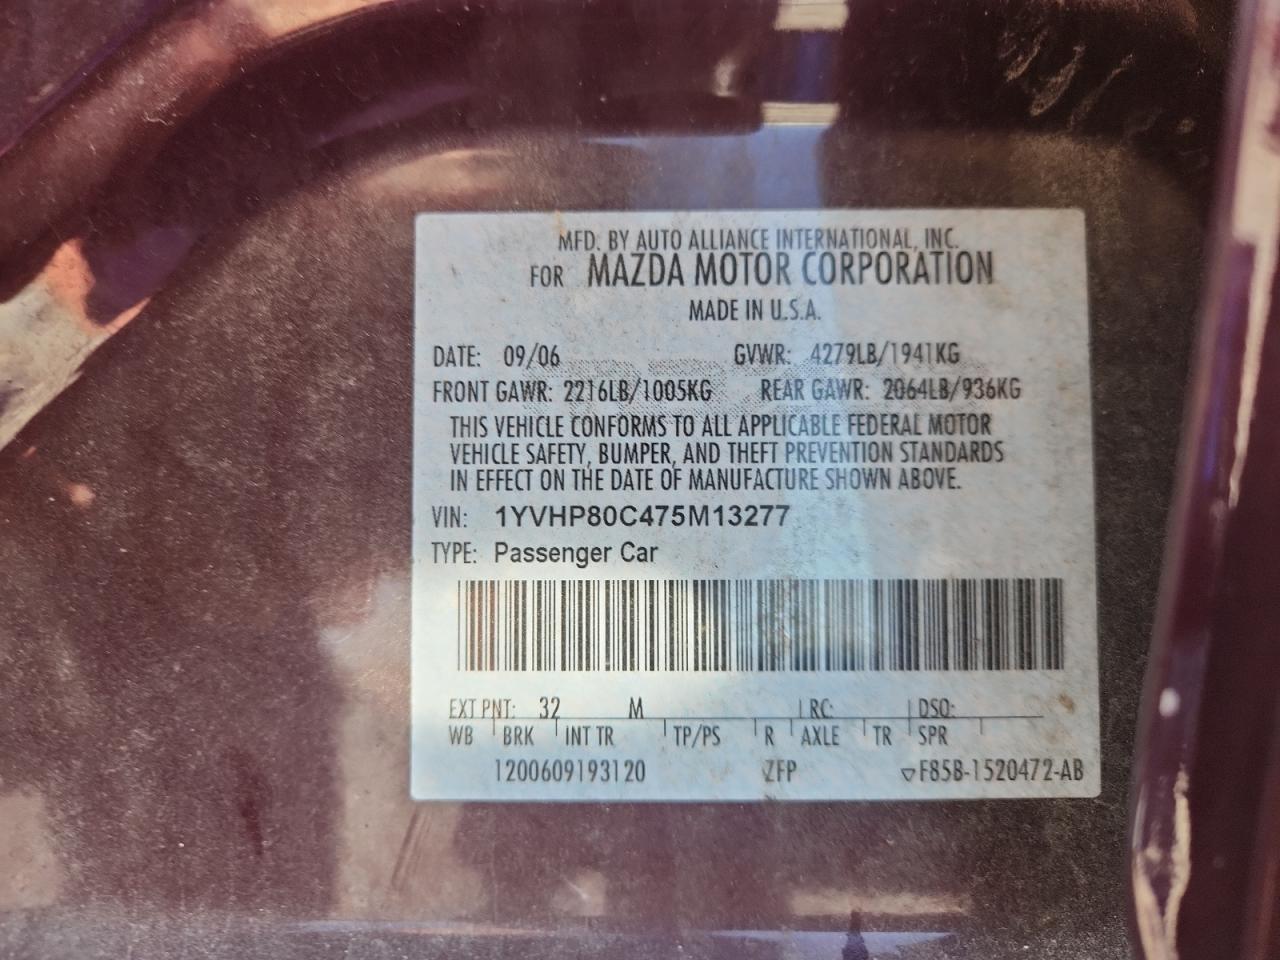 MFD. BY AUTO ALLIANCE INTERNATIONAL, INC.
FOR MAZDA MOTOR CORPORATION
MADE IN U.S.A.
DATE: 09/06 GVWR: 4279LB/1941KG
FRONT GAWR: 2216LB/1005KG REAR GAWR: 2064LB/936KG
THIS VEHICLE CONFORMS TO ALL APPLICABLE FEDERAL MOTOR
VEHICLE SAFETY, BUMPER, AND THEFT PREVENTION STANDARDS
IN EFFECT ON THE DATE OF MANUFACTURE SHOWN ABOVE.
VIN: 1YVHP80C475M13277
TYPE: Passenger Car
EXT PNT: 32 M RC: DSO:
WB BRK INT TR TP/PS R AXLE TR SPR
1200609193120 ZFP ▽F85B-1520472-AB